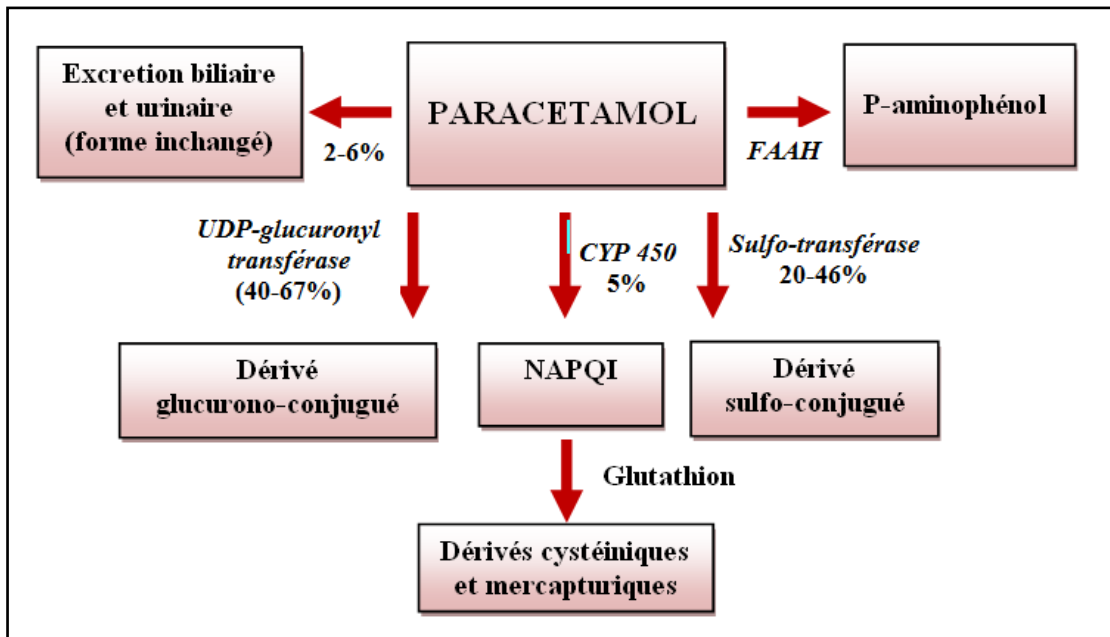 Excretion biliaire
et urinaire
(forme inchangé)
PARACETAMOL
P-aminophénol
2-6%
FAAH
UDP-glucuronyl
transférase
(40-67%)
CYP 450
5%
Sulfo-transférase
20-46%
Dérivé
glucurono-conjugué
NAPQI
Dérivé
sulfo-conjugué
Glutathion
Dérivés cystéiniques
et mercapturiques